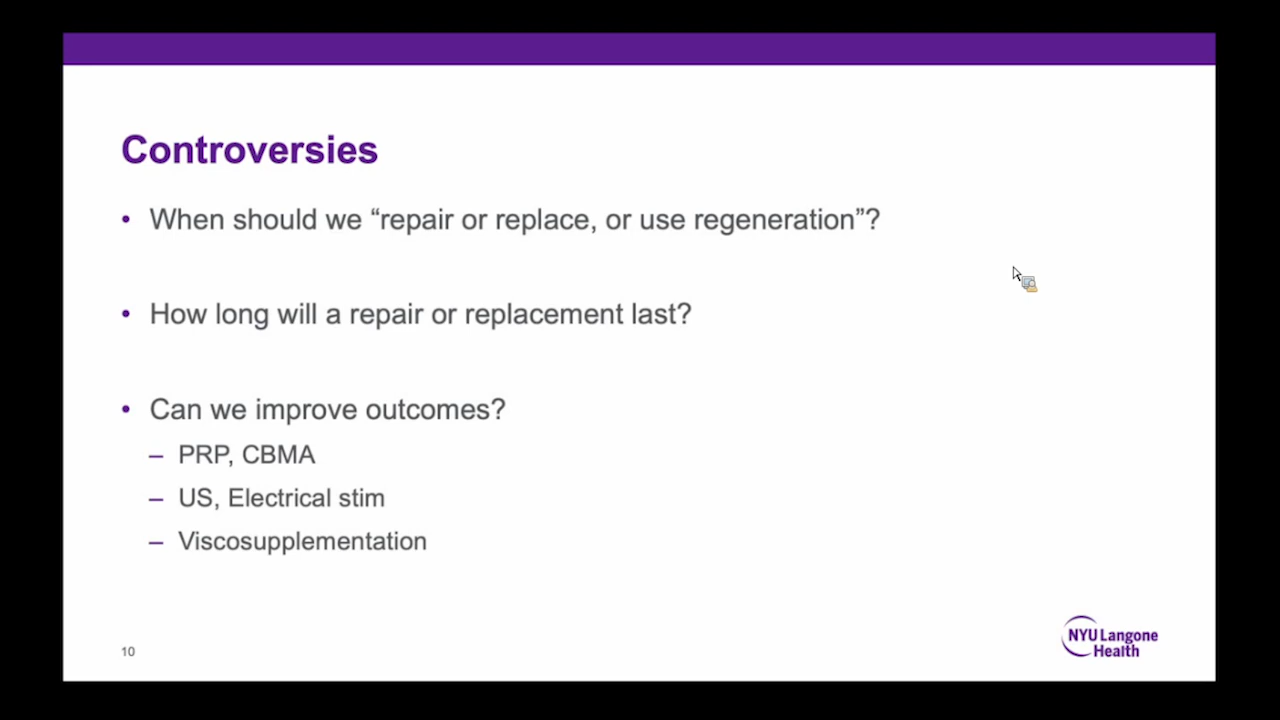 Controversies
• When should we “repair or replace, or use regeneration”?
• How long will a repair or replacement last?
• Can we improve outcomes?
– PRP, CBMA
– US, Electrical stim
– Viscosupplementation
10
NYU Langone
Health